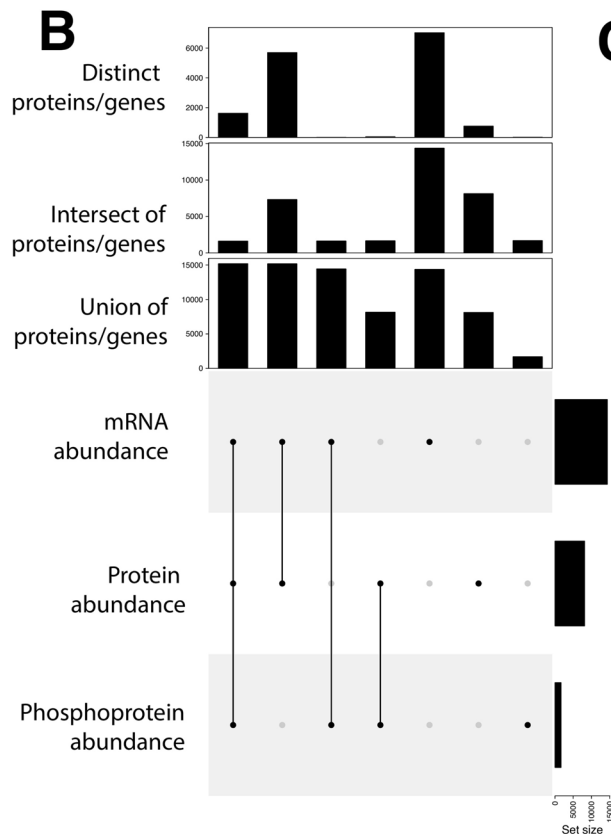 B
Distinct
proteins/genes
6000
4000
2000
0
Intersect of
proteins/genes
15000
10000
5000
0
Union of
proteins/genes
15000
10000
5000
0
mRNA
abundance
Protein
abundance
Phosphoprotein
abundance
0
5000
10000
15000
Set size